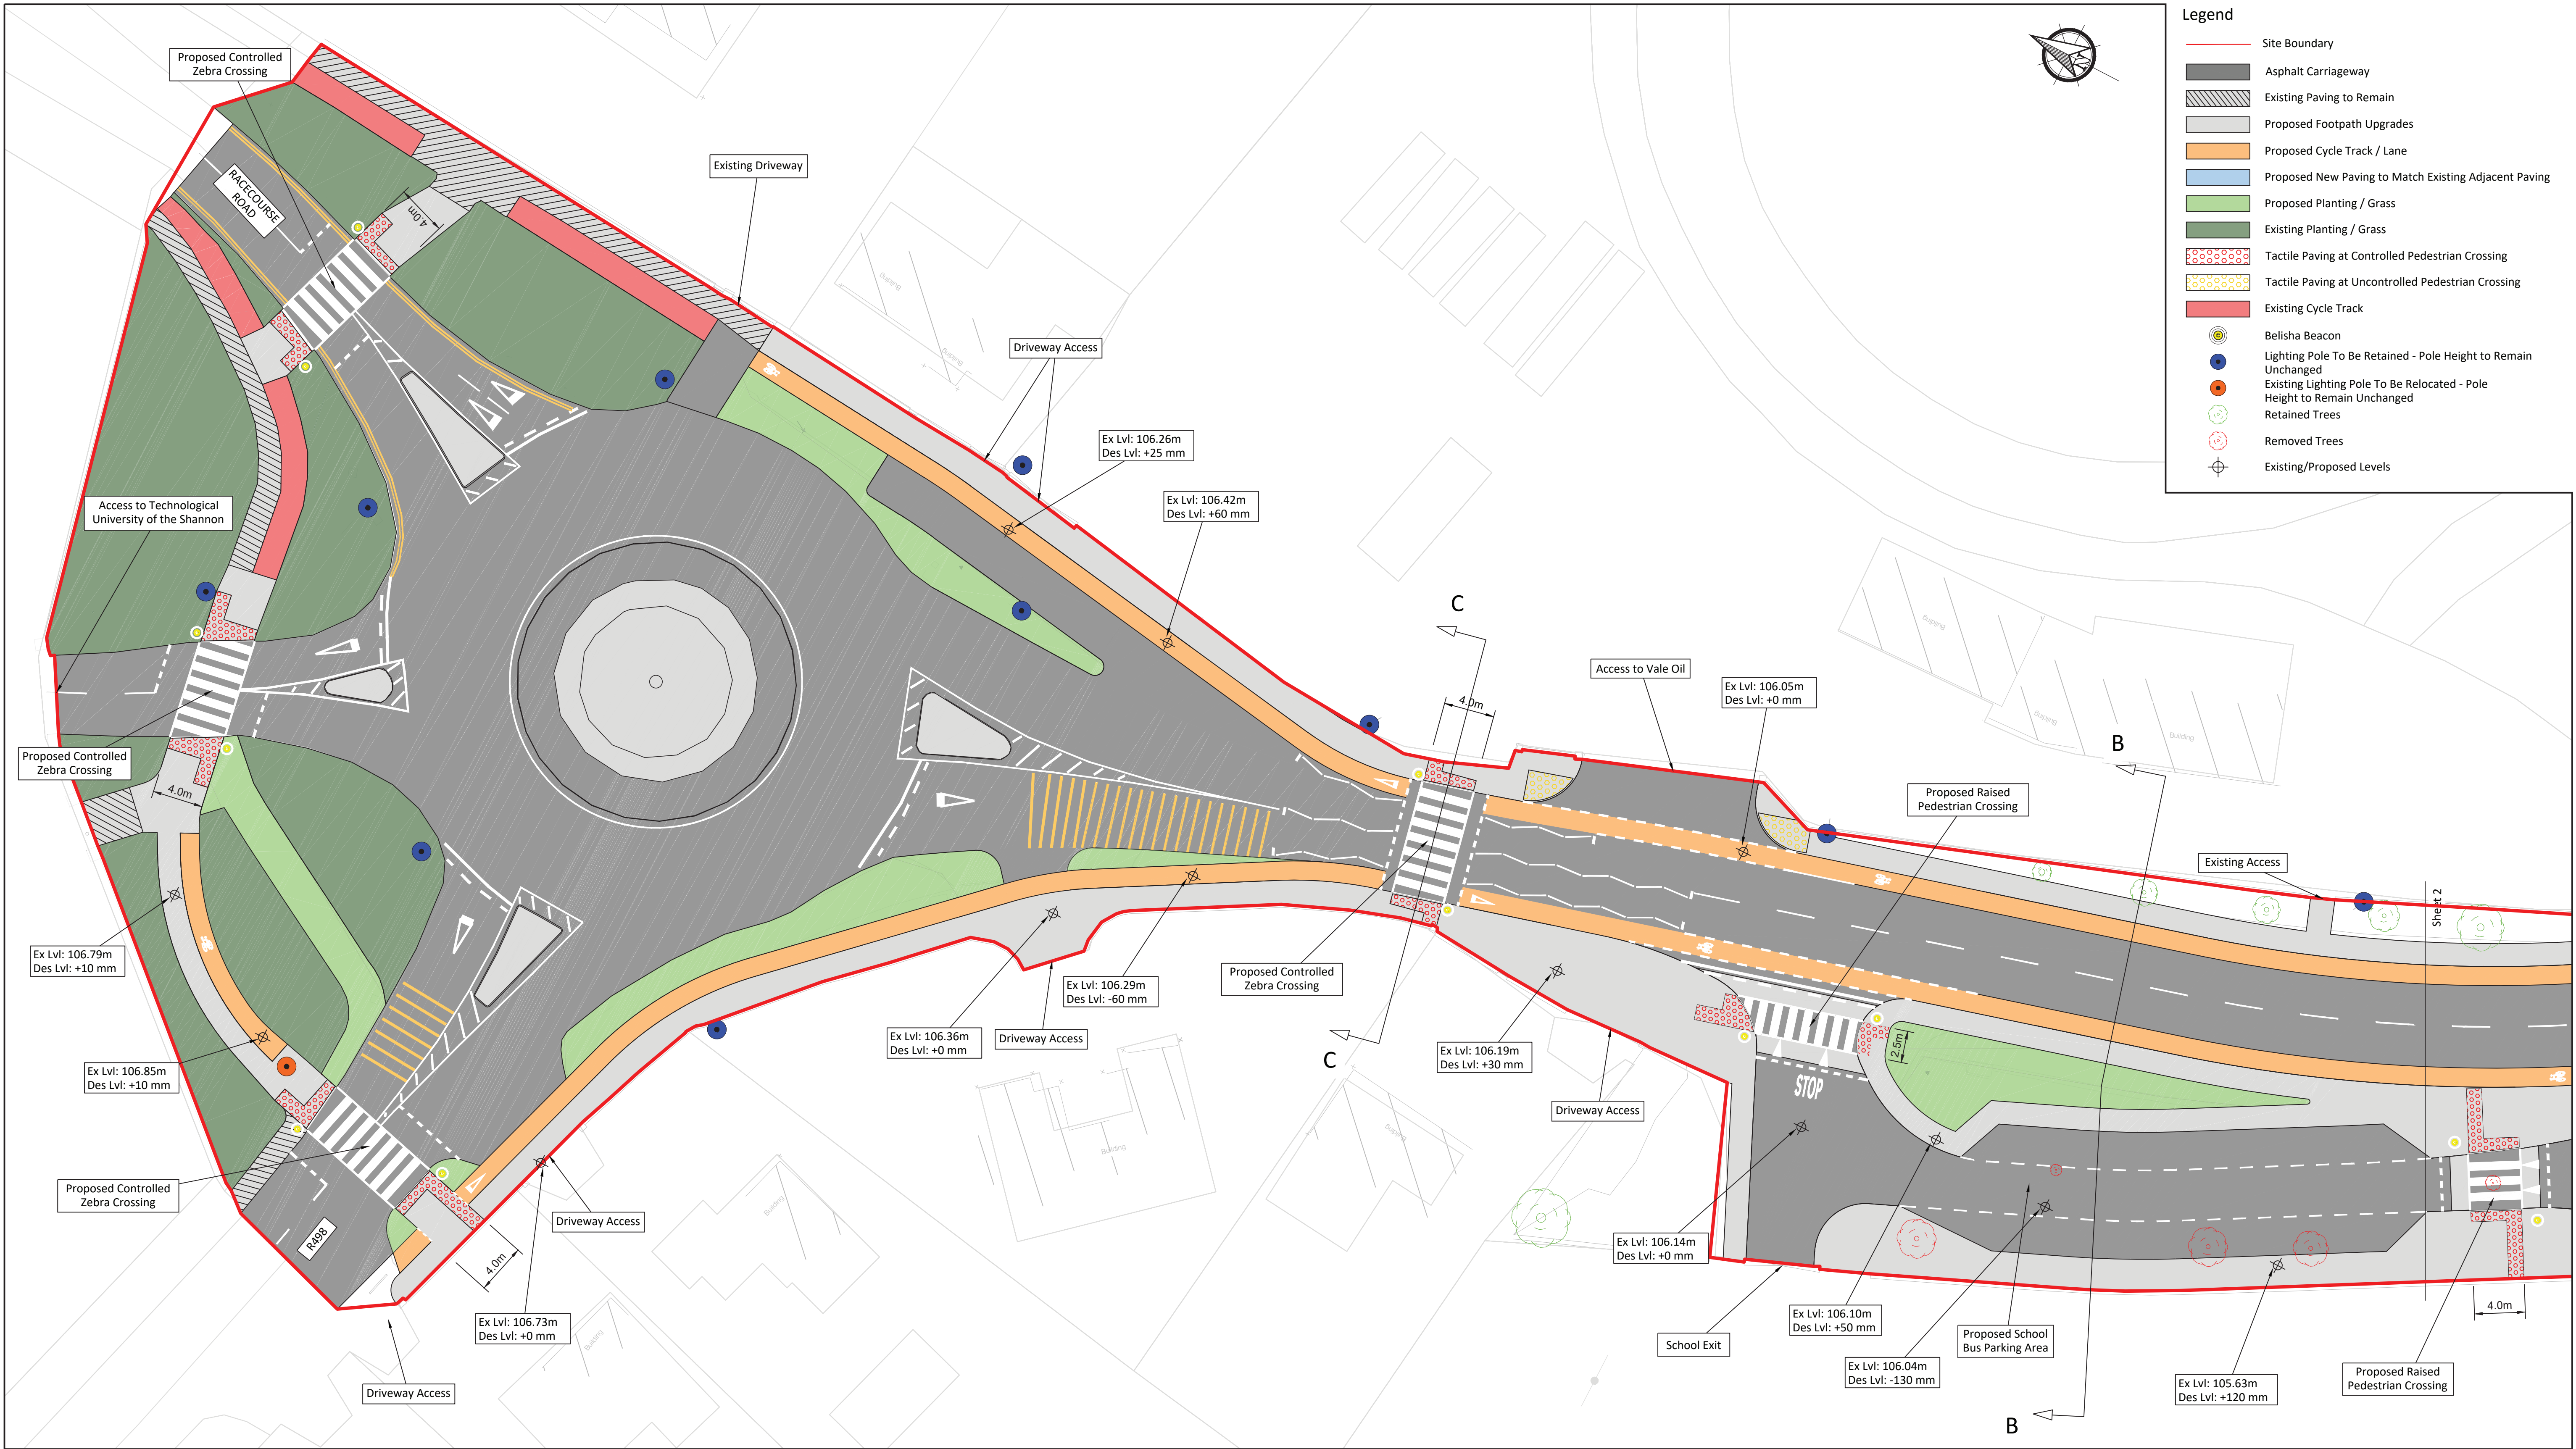 Legend
Site Boundary
Asphalt Carriageway
Existing Paving to Remain
Proposed Footpath Upgrades
Proposed Cycle Track / Lane
Proposed New Paving to Match Existing Adjacent Paving
Proposed Planting / Grass
Existing Planting / Grass
Tactile Paving at Controlled Pedestrian Crossing
Tactile Paving at Uncontrolled Pedestrian Crossing
Existing Cycle Track
Belisha Beacon
Lighting Pole To Be Retained - Pole Height to Remain
Unchanged
Existing Lighting Pole To Be Relocated - Pole
Height to Remain Unchanged
Retained Trees
Removed Trees
Existing/Proposed Levels
Proposed Controlled
Zebra Crossing
RACECOURSE
ROAD
4.0m
Existing Driveway
Building
Building
Driveway Access
Ex Lvl: 106.26m
Des Lvl: +25 mm
Ex Lvl: 106.42m
Des Lvl: +60 mm
Access to Technological
University of the Shannon
Proposed Controlled
Zebra Crossing
4.0m
C
4.0m
Access to Vale Oil
Ex Lvl: 106.05m
Des Lvl: +0 mm
Building
Building
Building
B
Proposed Raised
Pedestrian Crossing
Existing Access
Sheet 2
Ex Lvl: 106.79m
Des Lvl: +10 mm
Ex Lvl: 106.85m
Des Lvl: +10 mm
Proposed Controlled
Zebra Crossing
R498
Ex Lvl: 106.36m
Des Lvl: +0 mm
Driveway Access
Ex Lvl: 106.29m
Des Lvl: -60 mm
Proposed Controlled
Zebra Crossing
C
Ex Lvl: 106.19m
Des Lvl: +30 mm
Driveway Access
STOP
2.5m
Building
Building
Building
Building
Driveway Access
4.0m
Ex Lvl: 106.73m
Des Lvl: +0 mm
Driveway Access
Ex Lvl: 106.14m
Des Lvl: +0 mm
School Exit
Ex Lvl: 106.10m
Des Lvl: +50 mm
Ex Lvl: 106.04m
Des Lvl: -130 mm
Proposed School
Bus Parking Area
B
Ex Lvl: 105.63m
Des Lvl: +120 mm
Proposed Raised
Pedestrian Crossing
4.0m